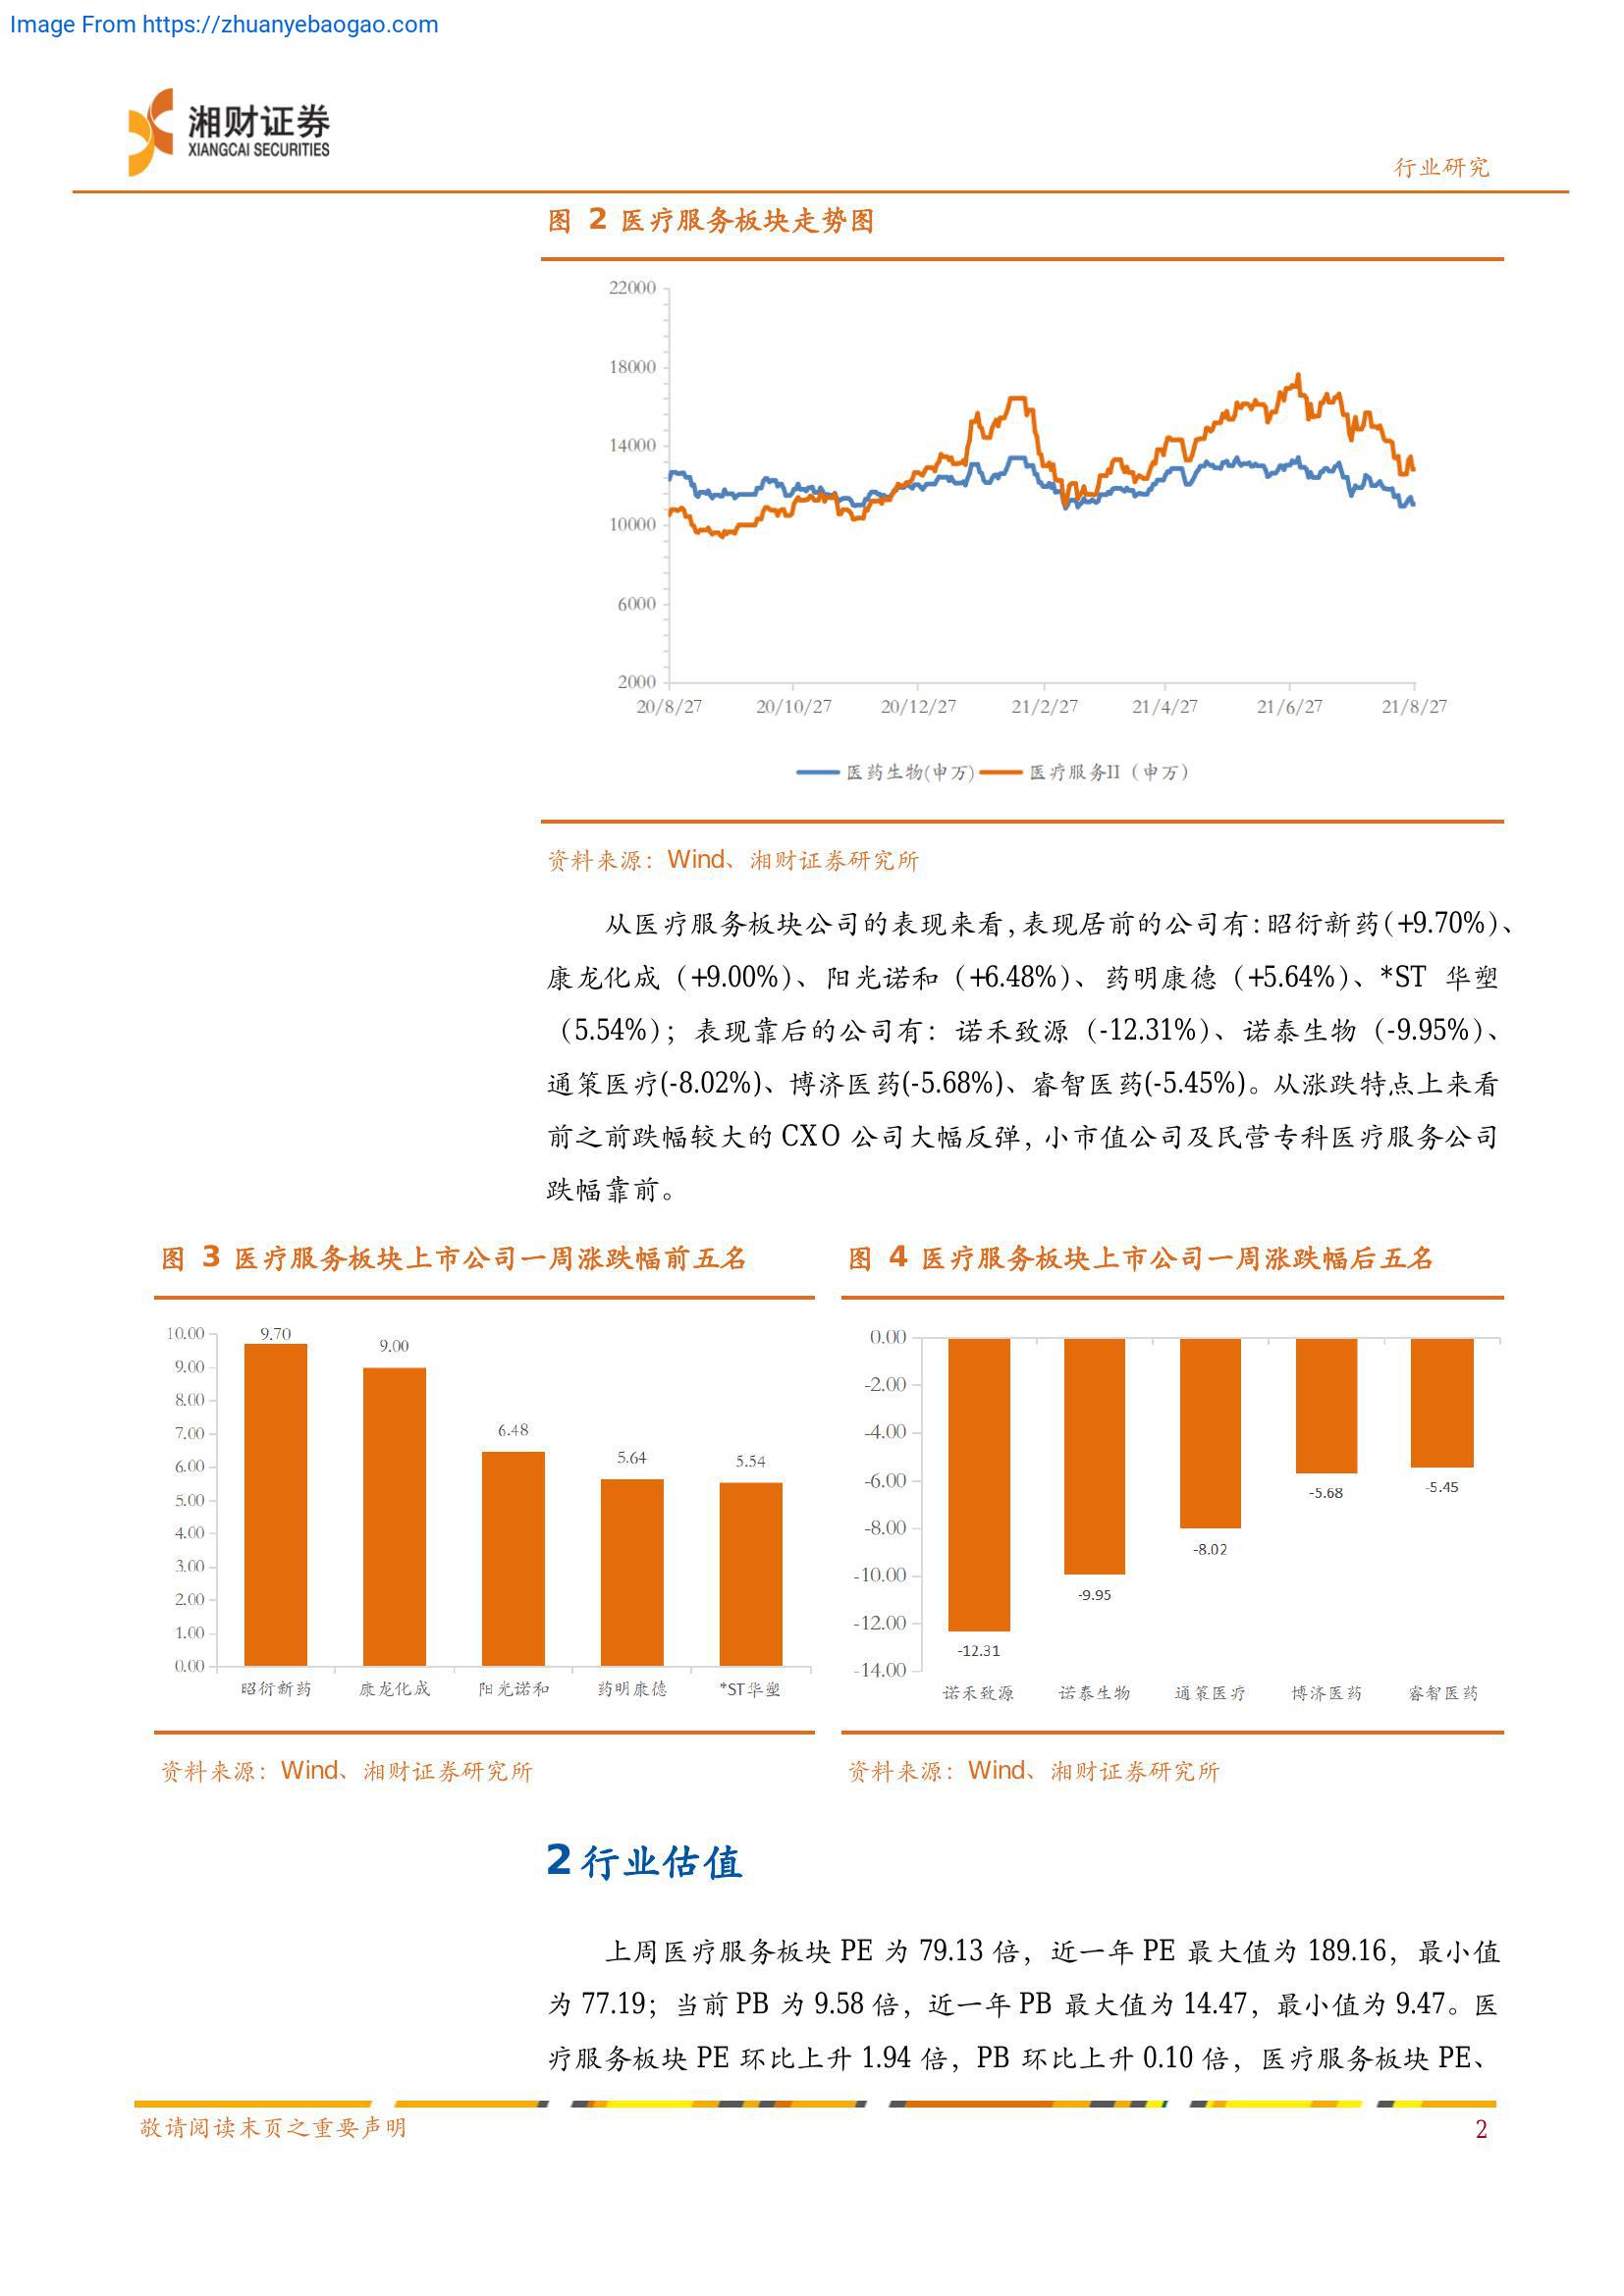 Image From https://zhuanyebaogao.com
湘财证券
XIANGCAI SECURITIES
行业研究
图 2 医疗服务板块走势图
22000
18000
14000
10000
6000
2000
20/8/27 20/10/27 20/12/27 21/2/27 21/4/27 21/6/27 21/8/27
医药生物(申万) 医疗服务II（申万）
资料来源：Wind、湘财证券研究所
从医疗服务板块公司的表现来看，表现居前的公司有：昭衍新药（+9.70%）、
康龙化成（+9.00%）、阳光诺和（+6.48%）、药明康德（+5.64%）、*ST 华塑
（5.54%）；表现靠后的公司有：诺禾致源（-12.31%）、诺泰生物（-9.95%）、
通策医疗(-8.02%)、博济医药(-5.68%)、睿智医药(-5.45%)。从涨跌特点上来看
前之前跌幅较大的 CXO 公司大幅反弹，小市值公司及民营专科医疗服务公司
跌幅靠前。
图 3 医疗服务板块上市公司一周涨跌幅前五名
10.00
9.00
8.00
7.00
6.00
5.00
4.00
3.00
2.00
1.00
0.00
9.70
9.00
6.48
5.64
5.54
昭衍新药 康龙化成 阳光诺和 药明康德 *ST华塑
资料来源：Wind、湘财证券研究所
图 4 医疗服务板块上市公司一周涨跌幅后五名
0.00
-2.00
-4.00
-6.00
-8.00
-10.00
-12.00
-14.00
-12.31
-9.95
-8.02
-5.68
-5.45
诺禾致源 诺泰生物 通策医疗 博济医药 睿智医药
资料来源：Wind、湘财证券研究所
2 行业估值
上周医疗服务板块 PE 为 79.13 倍，近一年 PE 最大值为 189.16，最小值
为 77.19；当前 PB 为 9.58 倍，近一年 PB 最大值为 14.47，最小值为 9.47。医
疗服务板块 PE 环比上升 1.94 倍，PB 环比上升 0.10 倍，医疗服务板块 PE、
敬请阅读末页之重要声明
2